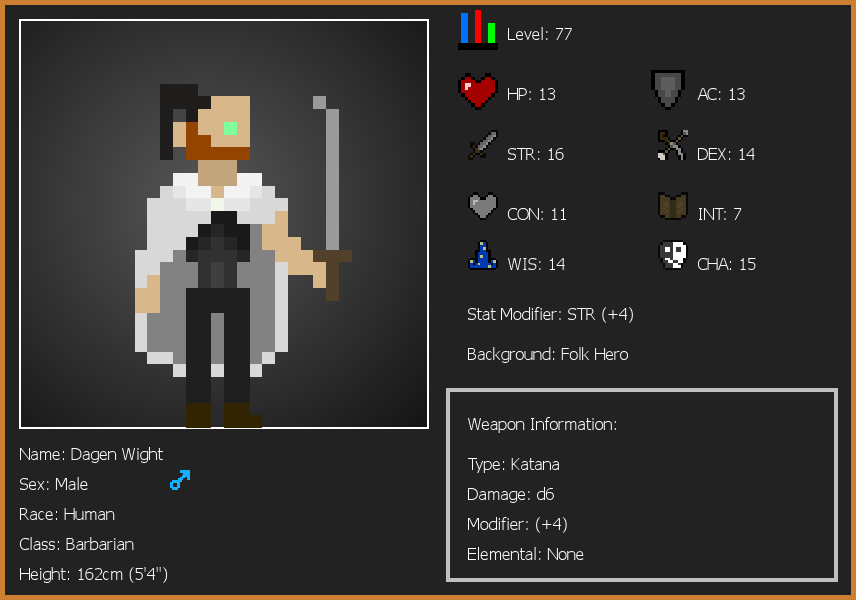 Level: 77
HP: 13
AC: 13
STR: 16
DEX: 14
CON: 11
INT: 7
WIS: 14
CHA: 15
Stat Modifier: STR (+4)
Background: Folk Hero
Weapon Information:
Type: Katana
Damage: d6
Modifier: (+4)
Elemental: None
Name: Dagen Wight
Sex: Male
Race: Human
Class: Barbarian
Height: 162cm (5'4")